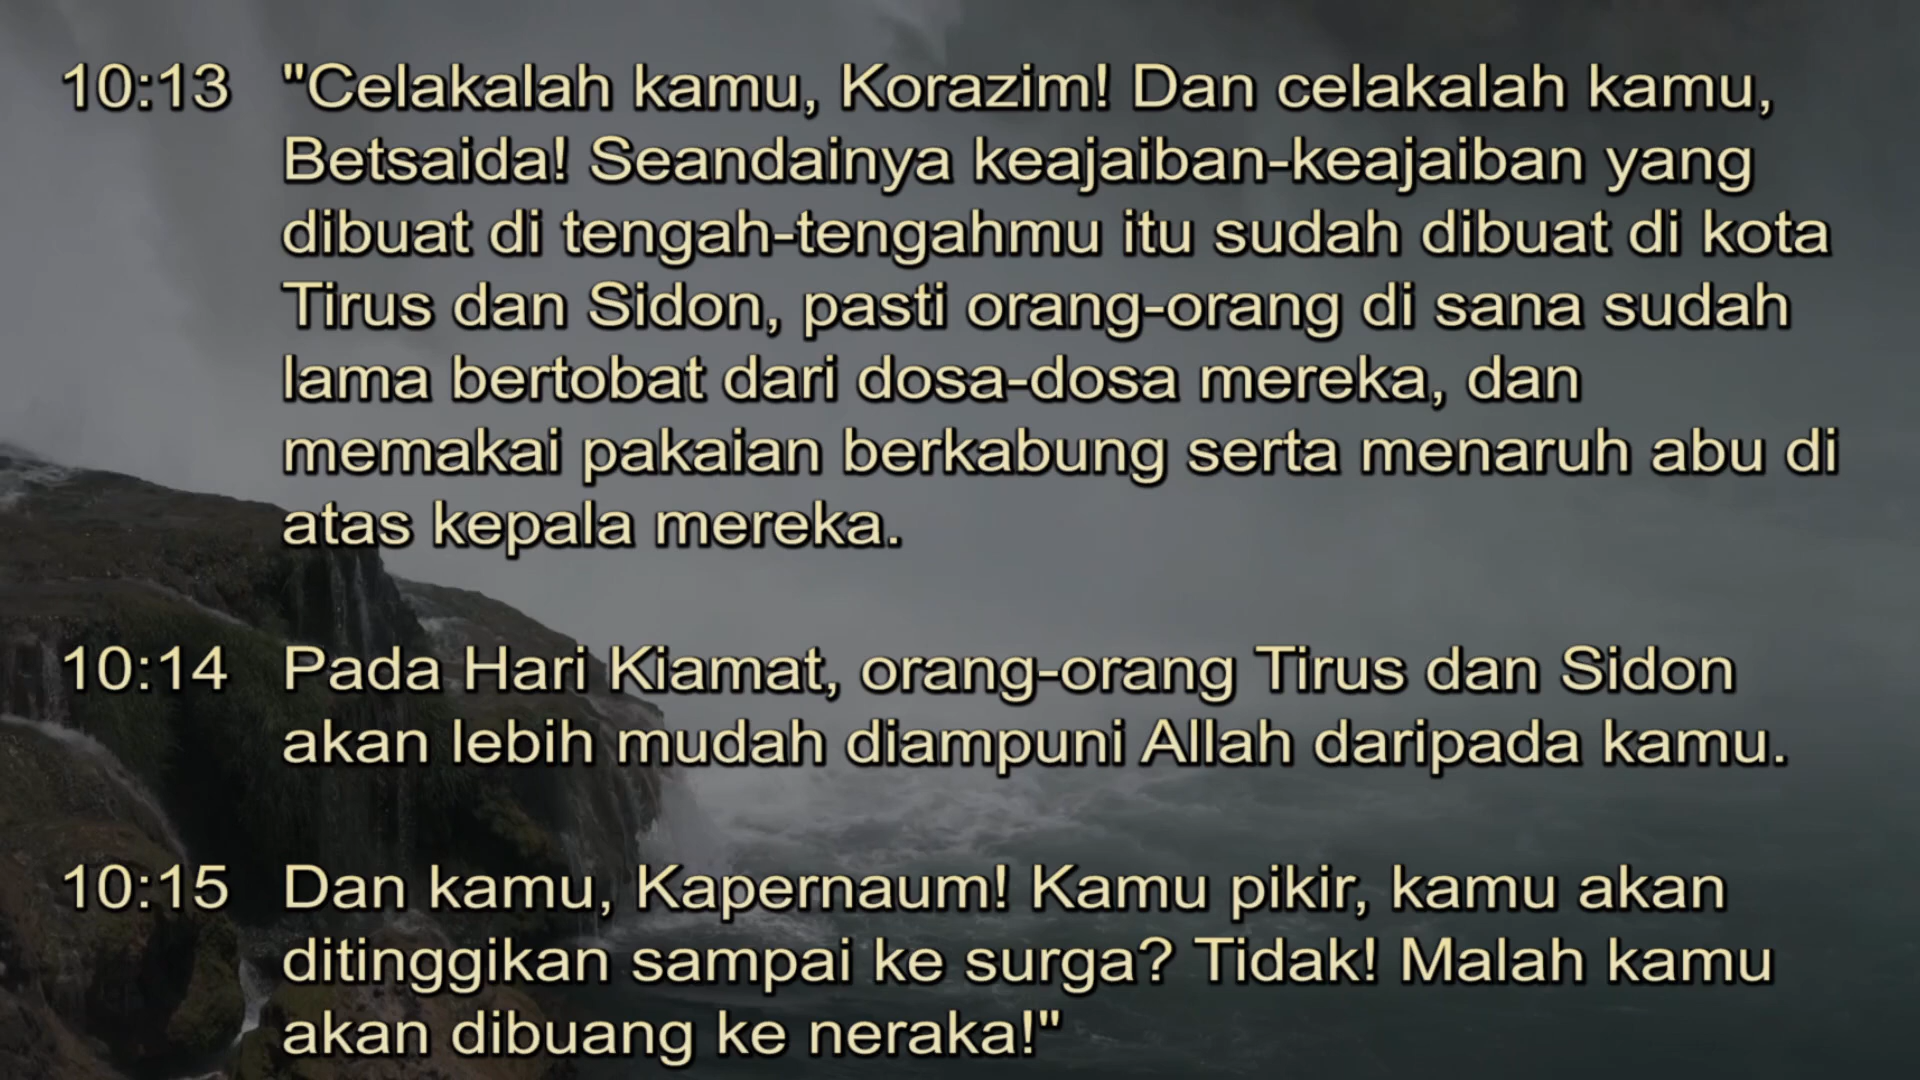 10:13 "Celakalah kamu, Korazim! Dan celakalah kamu,
Betsaida! Seandainya keajaiban-keajaiban yang
dibuat di tengah-tengahmu itu sudah dibuat di kota
Tirus dan Sidon, pasti orang-orang di sana sudah
lama bertobat dari dosa-dosa mereka, dan
memakai pakaian berkabung serta menaruh abu di
atas kepala mereka.
10:14 Pada Hari Kiamat, orang-orang Tirus dan Sidon
akan lebih mudah diampuni Allah daripada kamu.
10:15 Dan kamu, Kapernaum! Kamu pikir, kamu akan
ditinggikan sampai ke surga? Tidak! Malah kamu
akan dibuang ke neraka!"